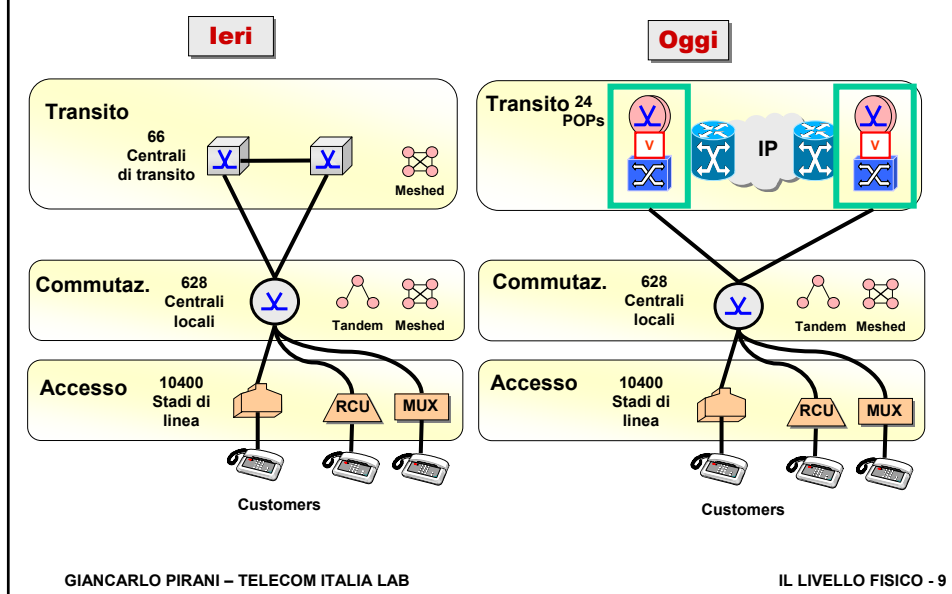 Ieri
Transito
66
Centrali
di transito
Meshed
Commutaz.
628
Centrali
locali
Tandem Meshed
Accesso
10400
Stadi di
linea
RCU
MUX
Customers
Oggi
Transito 24
POPs
V
IP
V
Commutaz.
628
Centrali
locali
Tandem Meshed
Accesso
10400
Stadi di
linea
RCU
MUX
Customers
GIANCARLO PIRANI – TELECOM ITALIA LAB
IL LIVELLO FISICO - 9